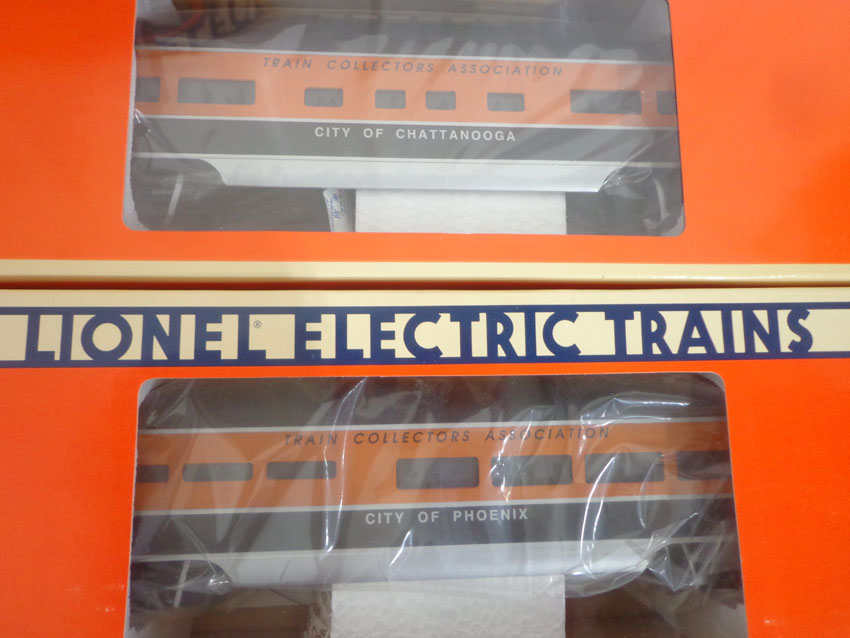 TRAIN COLLECTORS ASSOCIATION
CITY OF CHATTANOOGA
LIONEL® ELECTRIC TRAINS
TRAIN COLLECTORS ASSOCIATION
CITY OF PHOENIX